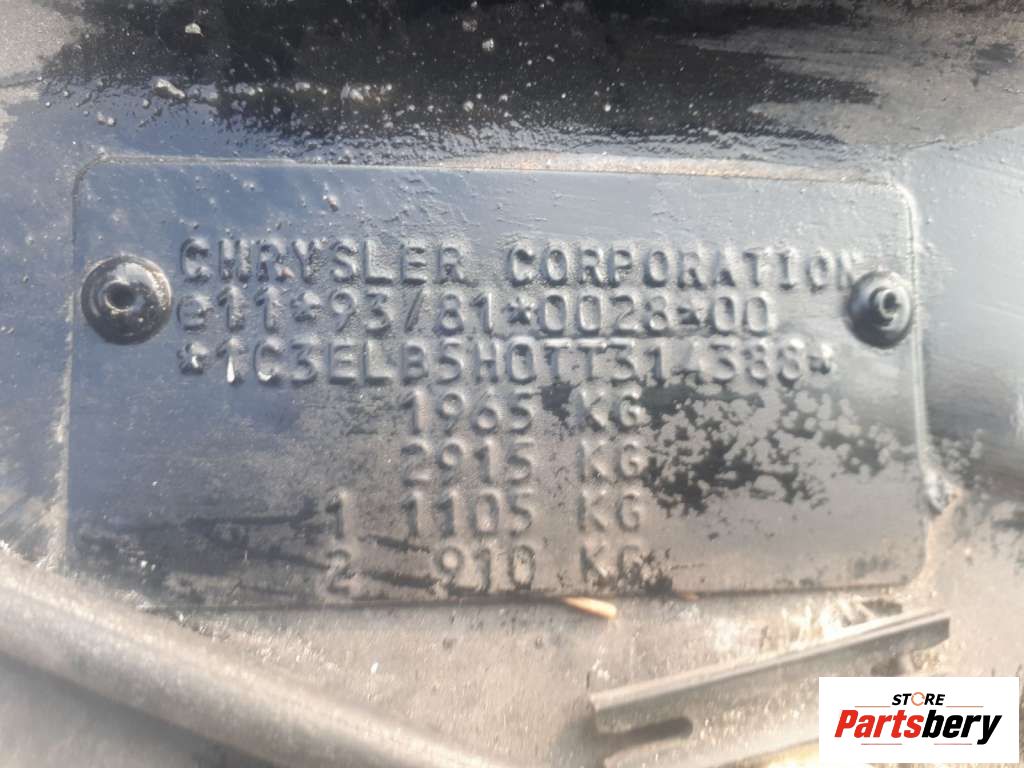 CHRYSLER CORPORATION
e11*93/81*0028*00
*1C3ELB5H0TT314388*
1965 KG
2915 KG
1 1105 KG
2 910 KG
STORE
Partsbery